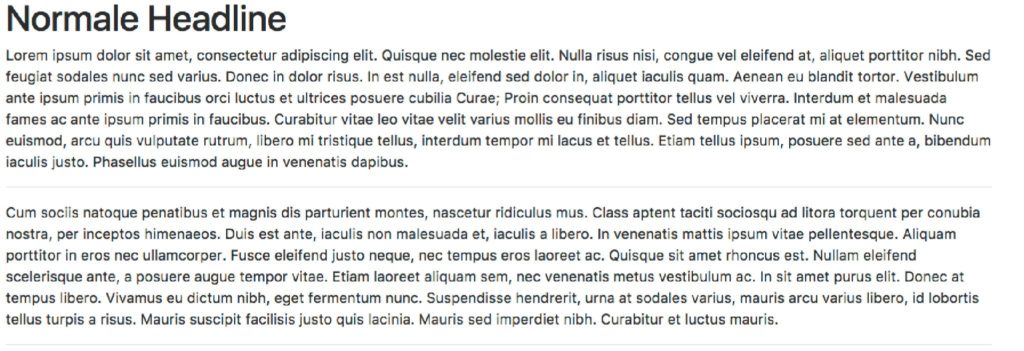 Normale Headline
Lorem ipsum dolor sit amet, consectetur adipiscing elit. Quisque nec molestie elit. Nulla risus nisi, congue vel eleifend at, aliquet porttitor nibh. Sed
feugiat sodales nunc sed varius. Donec in dolor risus. In est nulla, eleifend sed dolor in, aliquet iaculis quam. Aenean eu blandit tortor. Vestibulum
ante ipsum primis in faucibus orci luctus et ultrices posuere cubilia Curae; Proin consequat porttitor tellus vel viverra. Interdum et malesuada
fames ac ante ipsum primis in faucibus. Curabitur vitae leo vitae velit varius mollis eu finibus diam. Sed tempus placerat mi at elementum. Nunc
euismod, arcu quis vulputate rutrum, libero mi tristique tellus, interdum tempor mi lacus et tellus. Etiam tellus ipsum, posuere sed ante a, bibendum
iaculis justo. Phasellus euismod augue in venenatis dapibus.
Cum sociis natoque penatibus et magnis dis parturient montes, nascetur ridiculus mus. Class aptent taciti sociosqu ad litora torquent per conubia
nostra, per inceptos himenaeos. Duis est ante, iaculis non malesuada et, iaculis a libero. In venenatis mattis ipsum vitae pellentesque. Aliquam
porttitor in eros nec ullamcorper. Fusce eleifend justo neque, nec tempus eros laoreet ac. Quisque sit amet rhoncus est. Nullam eleifend
scelerisque ante, a posuere augue tempor vitae. Etiam laoreet aliquam sem, nec venenatis metus vestibulum ac. In sit amet purus elit. Donec at
tempus libero. Vivamus eu dictum nibh, eget fermentum nunc. Suspendisse hendrerit, urna at sodales varius, mauris arcu varius libero, id lobortis
tellus turpis a risus. Mauris suscipit facilisis justo quis lacinia. Mauris sed imperdiet nibh. Curabitur et luctus mauris.